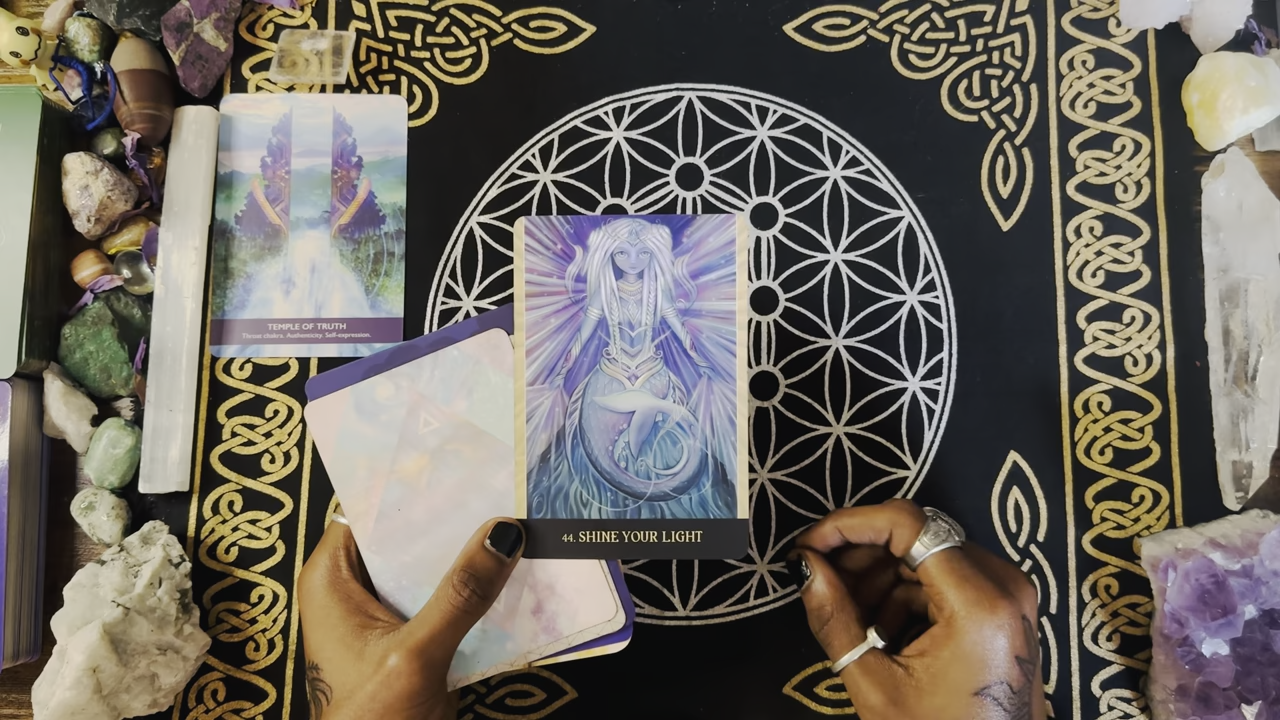 TEMPLE OF TRUTH
Throat chakra. Authenticity. Self-expression.
44. SHINE YOUR LIGHT